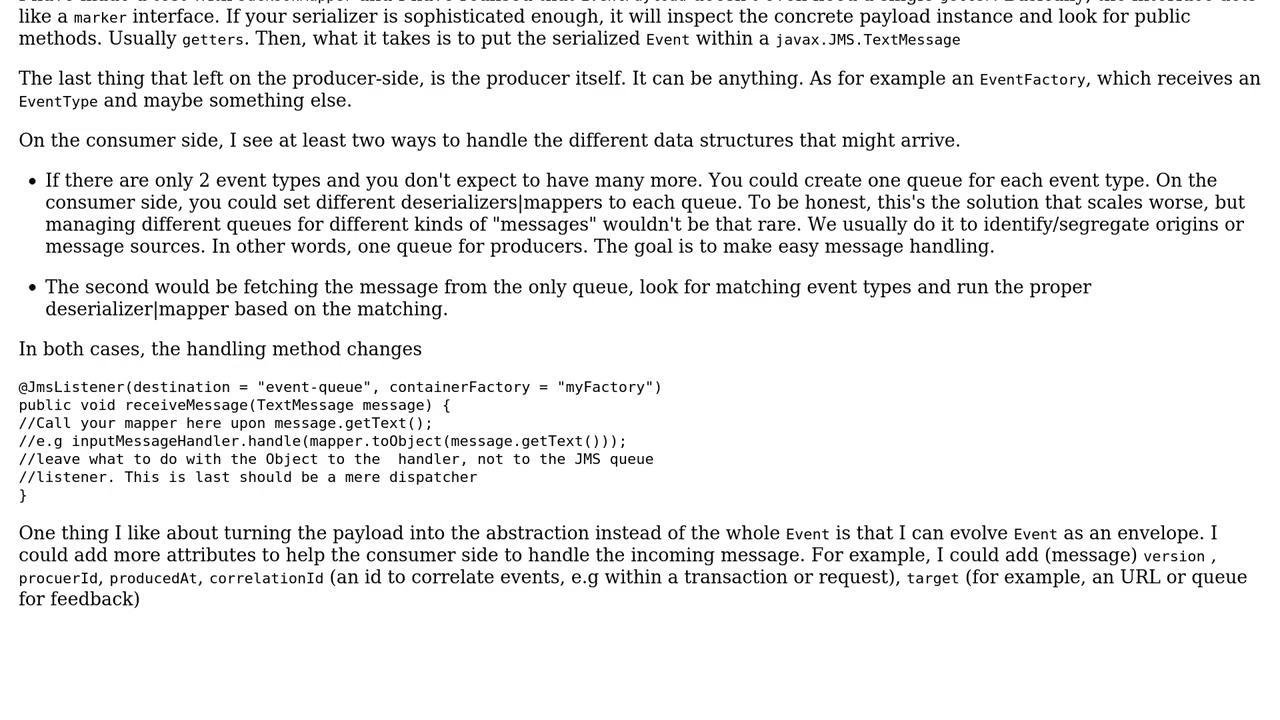 like a marker interface. If your serializer is sophisticated enough, it will inspect the concrete payload instance and look for public
methods. Usually getters. Then, what it takes is to put the serialized Event within a javax.JMS.TextMessage
The last thing that left on the producer-side, is the producer itself. It can be anything. As for example an EventFactory, which receives an
EventType and maybe something else.
On the consumer side, I see at least two ways to handle the different data structures that might arrive.
• If there are only 2 event types and you don't expect to have many more. You could create one queue for each event type. On the
consumer side, you could set different deserializers|mappers to each queue. To be honest, this's the solution that scales worse, but
managing different queues for different kinds of "messages" wouldn't be that rare. We usually do it to identify/segregate origins or
message sources. In other words, one queue for producers. The goal is to make easy message handling.
• The second would be fetching the message from the only queue, look for matching event types and run the proper
deserializer|mapper based on the matching.
In both cases, the handling method changes
@JmsListener(destination = "event-queue", containerFactory = "myFactory")
public void receiveMessage(TextMessage message) {
//Call your mapper here upon message.getText();
//e.g inputMessageHandler.handle(mapper.toObject(message.getText()));
//leave what to do with the Object to the  handler, not to the JMS queue
//listener. This is last should be a mere dispatcher
}
One thing I like about turning the payload into the abstraction instead of the whole Event is that I can evolve Event as an envelope. I
could add more attributes to help the consumer side to handle the incoming message. For example, I could add (message) version ,
procuerId, producedAt, correlationId (an id to correlate events, e.g within a transaction or request), target (for example, an URL or queue
for feedback)